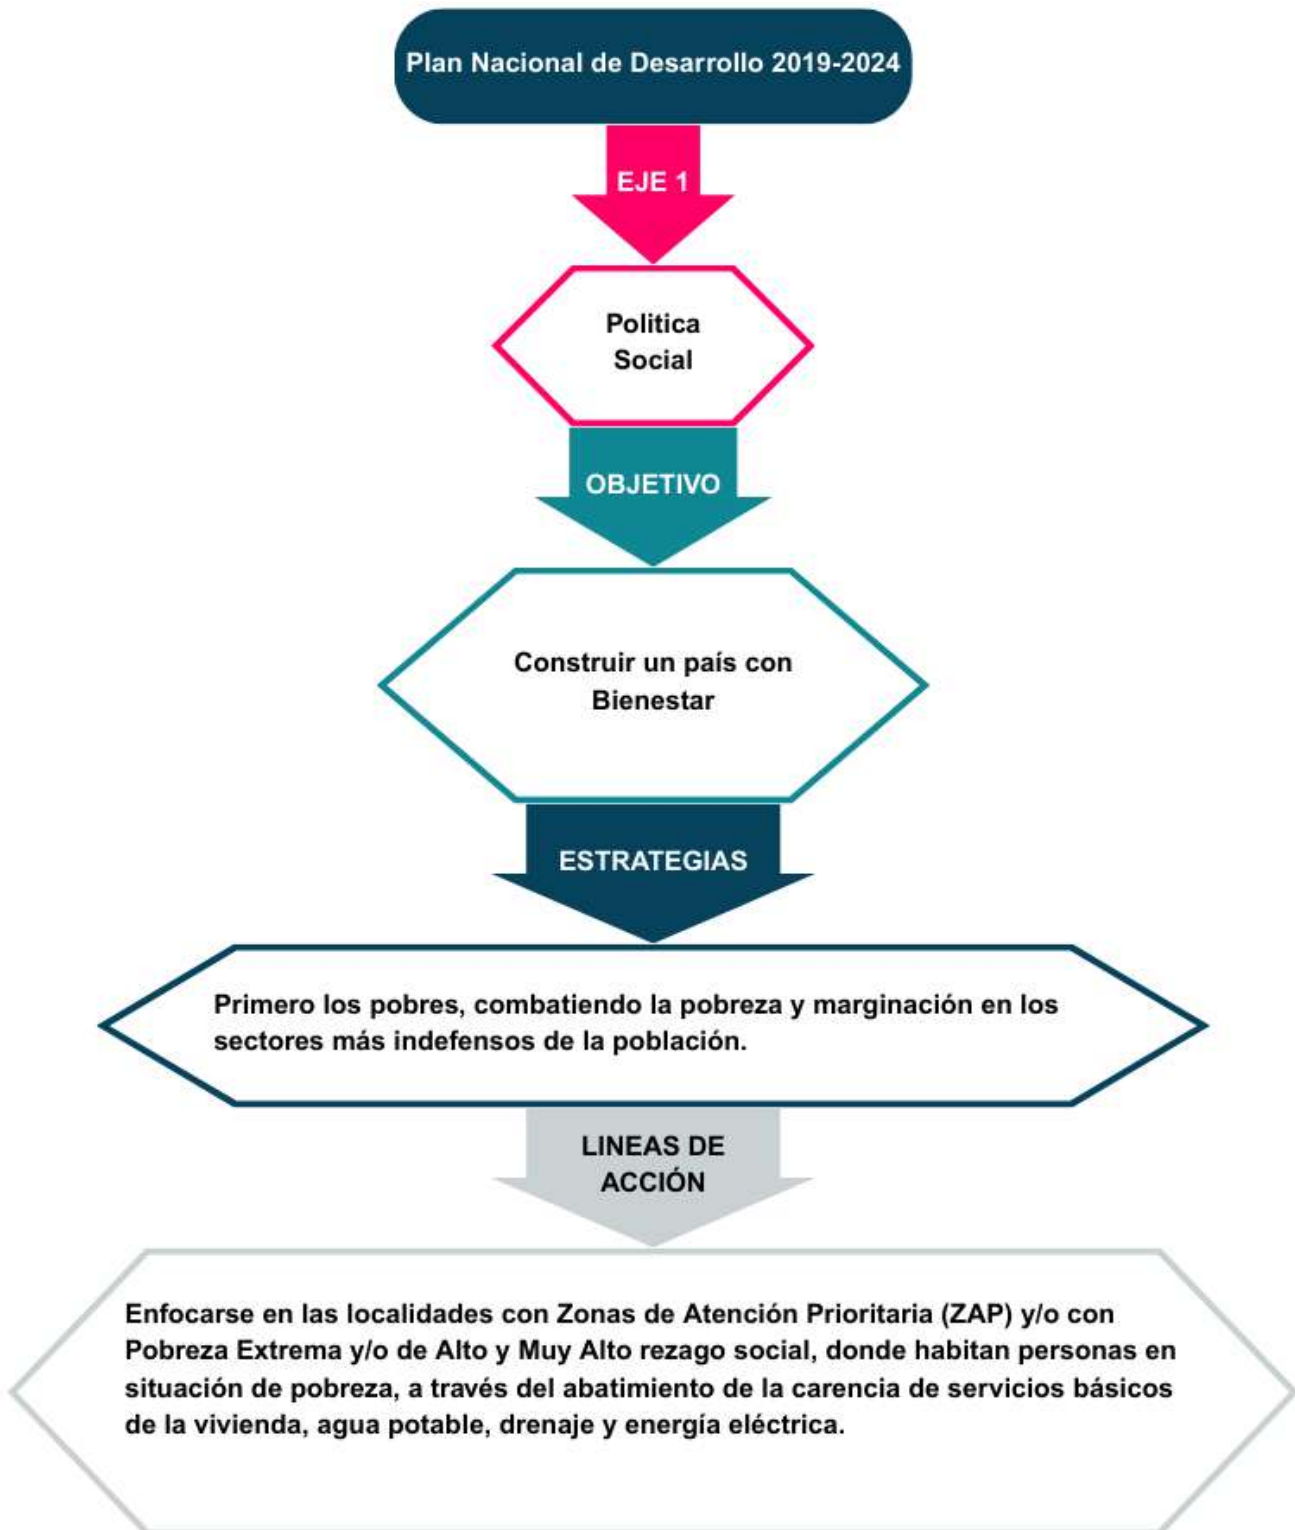 Plan Nacional de Desarrollo 2019-2024
EJE 1
Politica
Social
OBJETIVO
Construir un país con
Bienestar
ESTRATEGIAS
Primero los pobres, combatiendo la pobreza y marginación en los
sectores más indefensos de la población.
LINEAS DE
ACCIÓN
Enfocarse en las localidades con Zonas de Atención Prioritaria (ZAP) y/o con
Pobreza Extrema y/o de Alto y Muy Alto rezago social, donde habitan personas en
situación de pobreza, a través del abatimiento de la carencia de servicios básicos
de la vivienda, agua potable, drenaje y energía eléctrica.